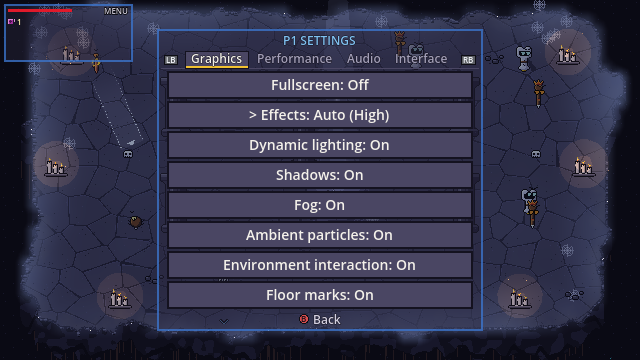 MENU
1
P1 SETTINGS
LB Graphics Performance Audio Interface RB
Fullscreen: Off
> Effects: Auto (High)
Dynamic lighting: On
Shadows: On
Fog: On
Ambient particles: On
Environment interaction: On
Floor marks: On
B Back